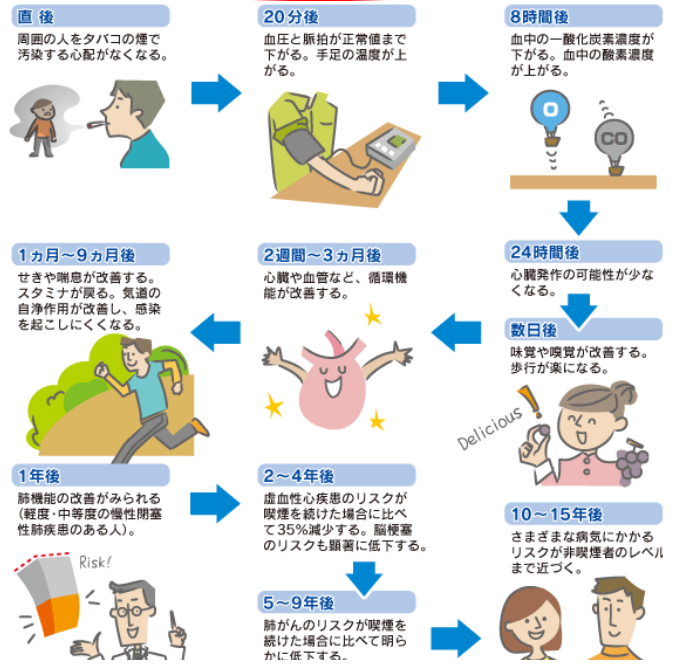 直後
周囲の人をタバコの煙で
汚染する心配がなくなる。
20分後
血圧と脈拍が正常値まで
下がる。手足の温度が上
がる。
8時間後
血中の一酸化炭素濃度が
下がる。血中の酸素濃度
が上がる。
O
CO
24時間後
心臓発作の可能性が少な
くなる。
数日後
味覚や嗅覚が改善する。
歩行が楽になる。
Delicious
2週間～3ヵ月後
心臓や血管など、循環機
能が改善する。
1ヵ月～9ヵ月後
せきや喘息が改善する。
スタミナが戻る。気道の
自浄作用が改善し、感染
を起こしにくくなる。
1年後
肺機能の改善がみられる
（軽度･中等度の慢性閉塞
性肺疾患のある人）。
Risk!
2～4年後
虚血性心疾患のリスクが
喫煙を続けた場合に比べ
て35%減少する。脳梗塞
のリスクも顕著に低下する。
5～9年後
肺がんのリスクが喫煙を
続けた場合に比べて明ら
かに低下する。
10～15年後
さまざまな病気にかかる
リスクが非喫煙者のレベル
まで近づく。